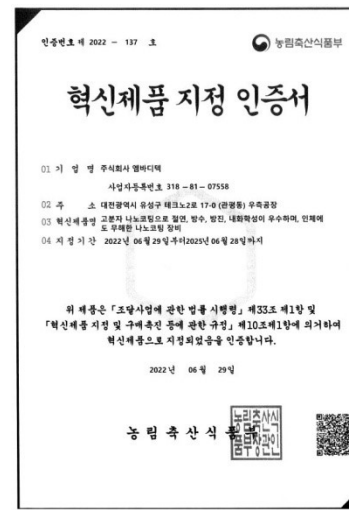 인증번호 제 2022 - 137 호
농림축산식품부
혁신제품 지정 인증서
01 기 업 명 주식회사 엠바디텍
사업자등록번호 318 - 81 - 07558
02 주 소 대전광역시 유성구 테크노2로 17-0 (관평동) 우측공장
03 혁신제품명 고분자 나노코팅으로 절연, 방수, 방진, 내화학성이 우수하며, 인체에
도 무해한 나노코팅 장비
04 지 정 기 간 2022년 06월 29일부터2025년 06월 28일까지
위 제품은 「조달사업에 관한 법률 시행령」 제33조 제1항 및
「혁신제품 지정 및 구매촉진 등에 관한 규정」 제10조제1항에 의거하여
혁신제품으로 지정되었음을 인증합니다.
2022년 06월 29일
농 림 축 산 식 품 부
농림축산식
품부장관인